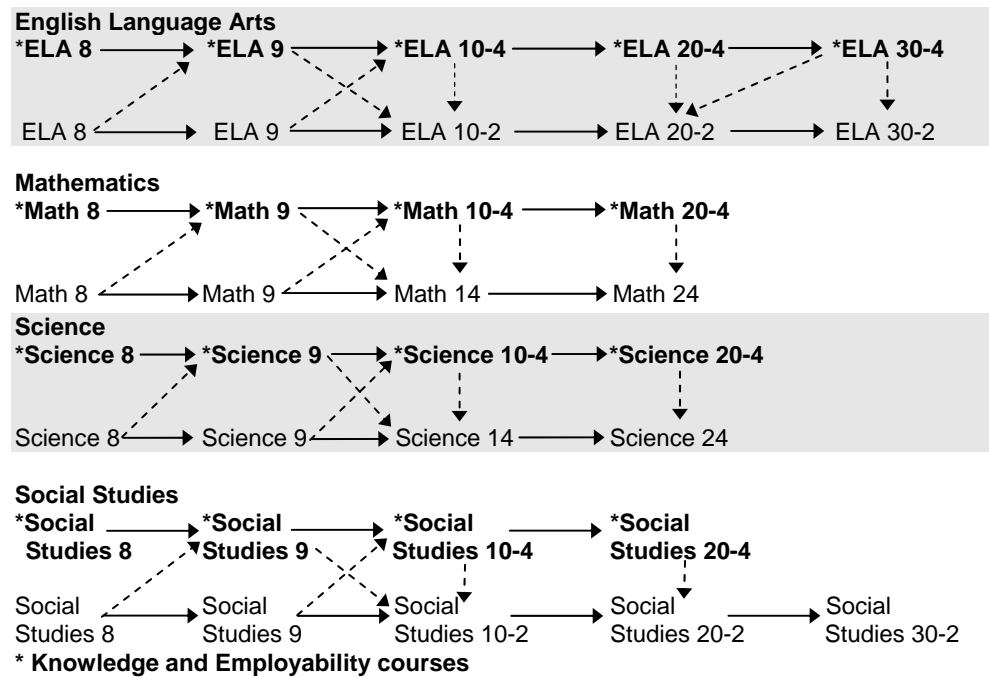 English Language Arts
*ELA 8 *ELA 9 *ELA 10-4 *ELA 20-4 *ELA 30-4
ELA 8 ELA 9 ELA 10-2 ELA 20-2 ELA 30-2
Mathematics
*Math 8 *Math 9 *Math 10-4 *Math 20-4
Math 8 Math 9 Math 14 Math 24
Science
*Science 8 *Science 9 *Science 10-4 *Science 20-4
Science 8 Science 9 Science 14 Science 24
Social Studies
*Social *Social *Social *Social
Studies 8 Studies 9 Studies 10-4 Studies 20-4
Social Social Social Social Social
Studies 8 Studies 9 Studies 10-2 Studies 20-2 Studies 30-2
* Knowledge and Employability courses